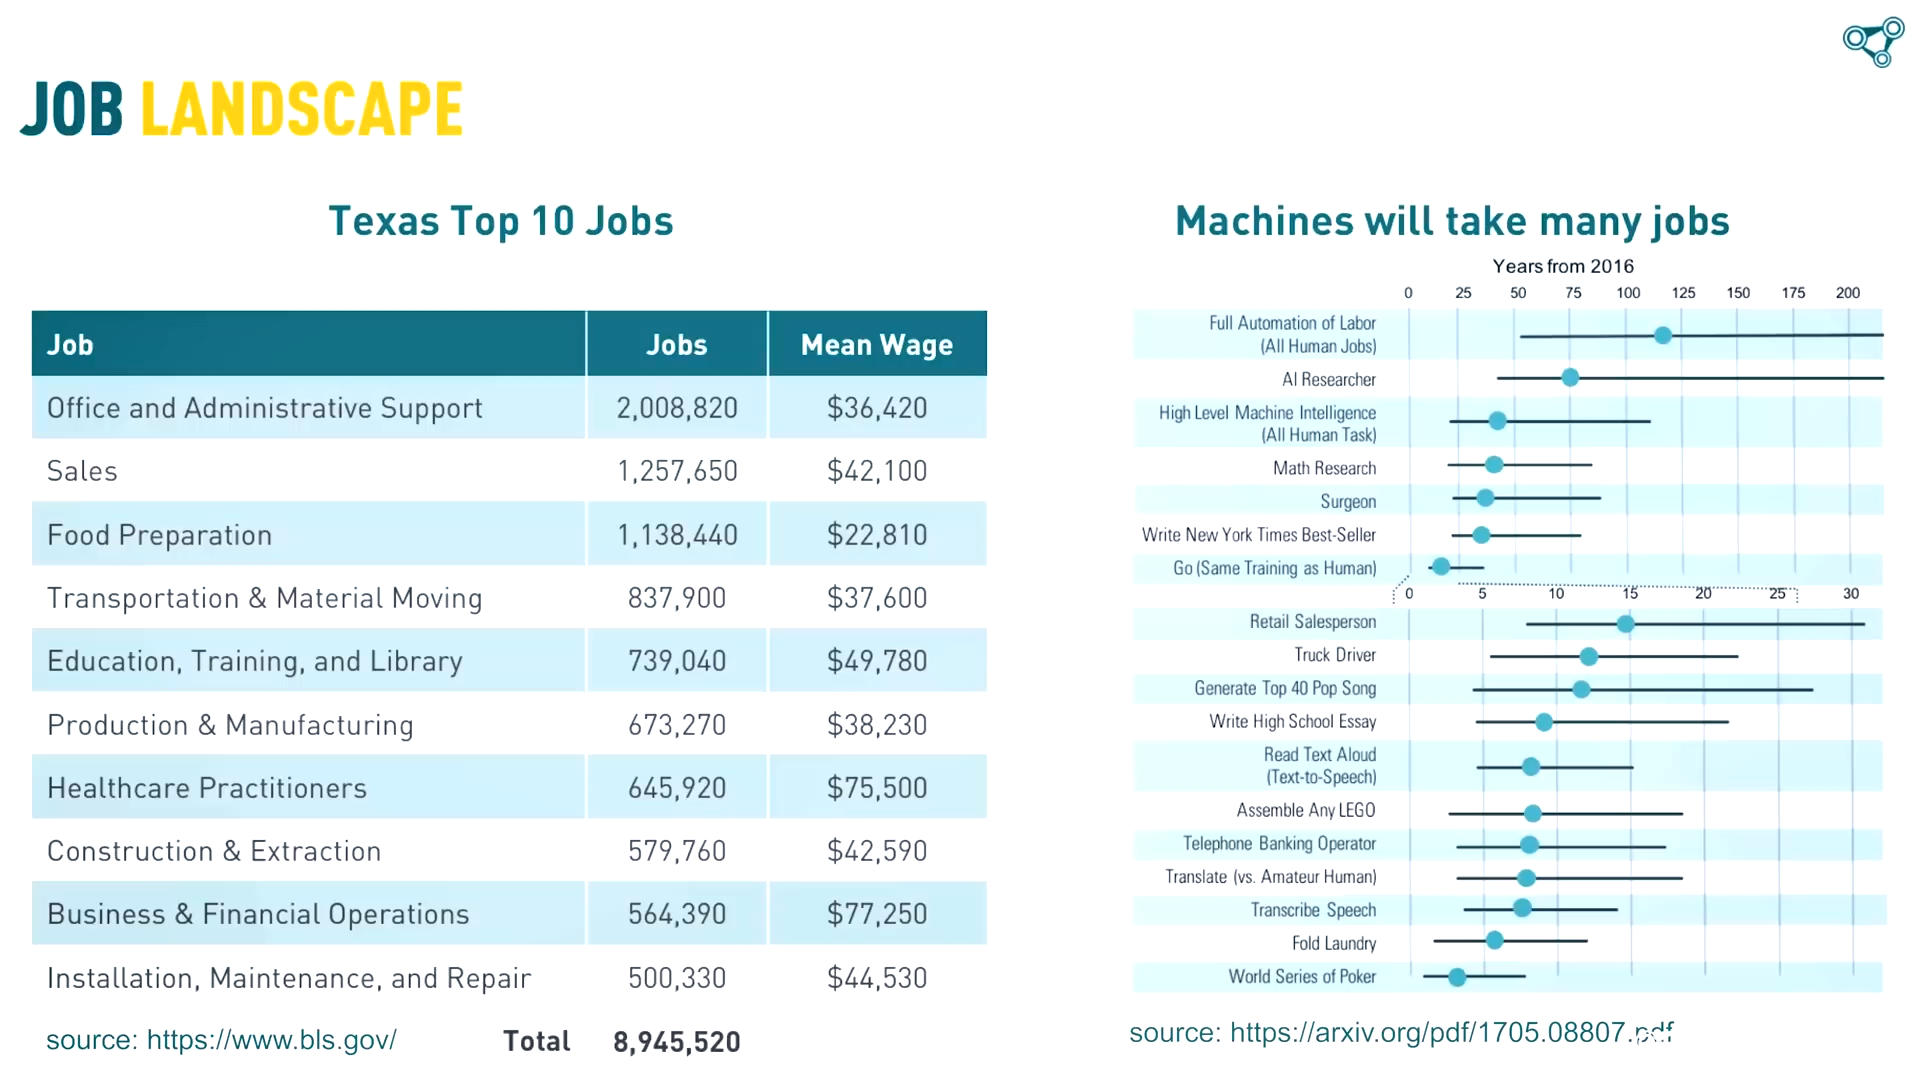 JOB LANDSCAPE
Texas Top 10 Jobs
Job Jobs Mean Wage
Office and Administrative Support 2,008,820 $36,420
Sales 1,257,650 $42,100
Food Preparation 1,138,440 $22,810
Transportation & Material Moving 837,900 $37,600
Education, Training, and Library 739,040 $49,780
Production & Manufacturing 673,270 $38,230
Healthcare Practitioners 645,920 $75,500
Construction & Extraction 579,760 $42,590
Business & Financial Operations 564,390 $77,250
Installation, Maintenance, and Repair 500,330 $44,530
source: https://www.bls.gov/ Total 8,945,520
Machines will take many jobs
Years from 2016
0 25 50 75 100 125 150 175 200
Full Automation of Labor
(All Human Jobs)
AI Researcher
High Level Machine Intelligence
(All Human Task)
Math Research
Surgeon
Write New York Times Best-Seller
Go (Same Training as Human)
0 5 10 15 20 25 30
Retail Salesperson
Truck Driver
Generate Top 40 Pop Song
Write High School Essay
Read Text Aloud
(Text-to-Speech)
Assemble Any LEGO
Telephone Banking Operator
Translate (vs. Amateur Human)
Transcribe Speech
Fold Laundry
World Series of Poker
source: https://arxiv.org/pdf/1705.08807.pdf